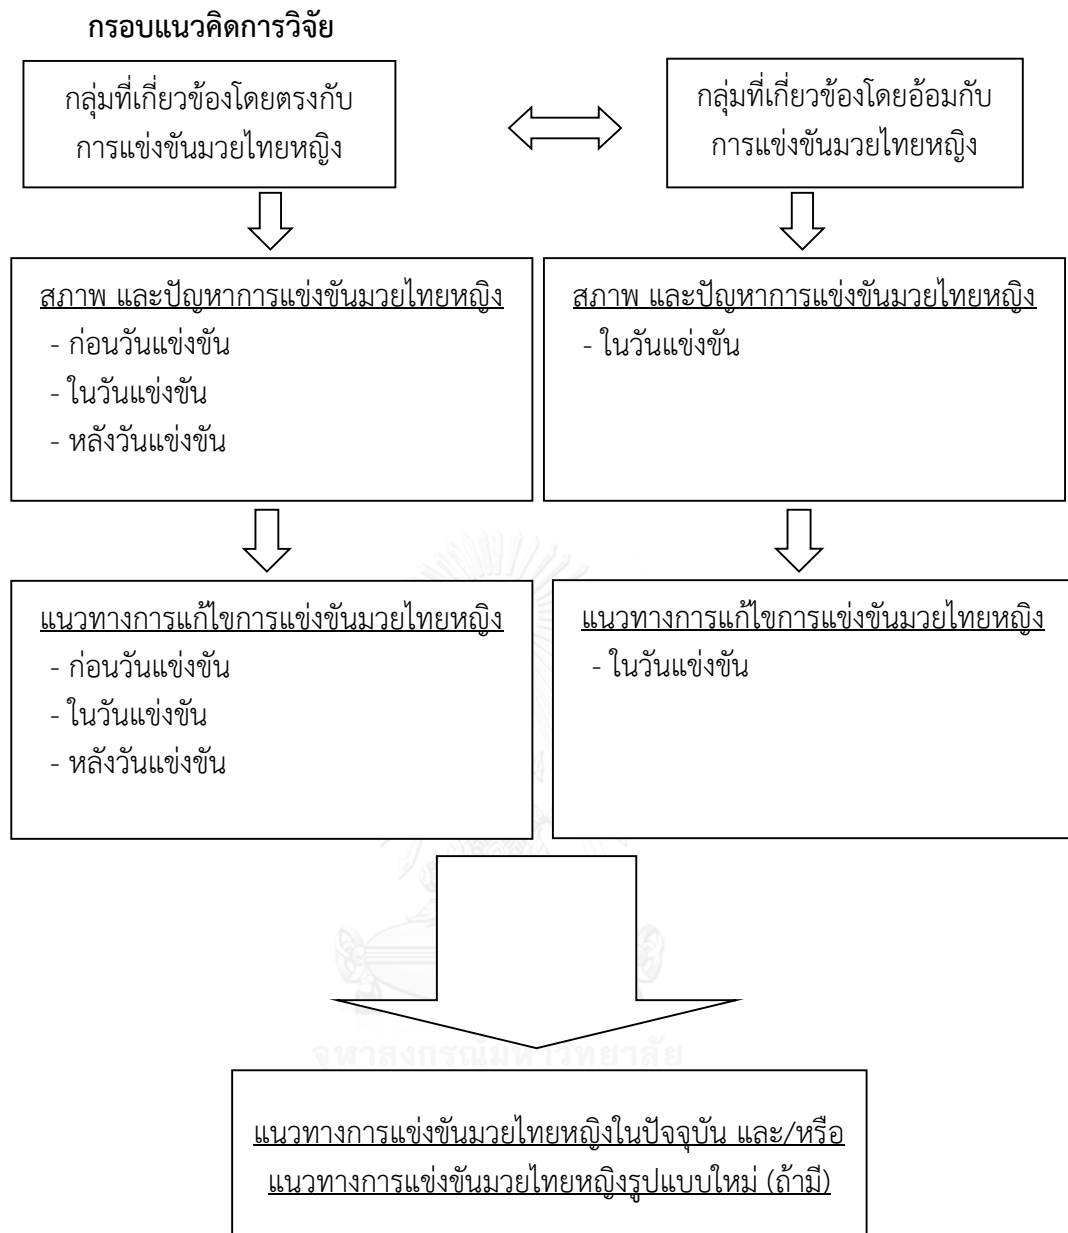 กรอบแนวคิดการวิจัย
กลุ่มที่เกี่ยวข้องโดยตรงกับ
การแข่งขันมวยไทยหญิง
กลุ่มที่เกี่ยวข้องโดยอ้อมกับ
การแข่งขันมวยไทยหญิง
สภาพ และปัญหาการแข่งขันมวยไทยหญิง
- ก่อนวันแข่งขัน
- ในวันแข่งขัน
- หลังวันแข่งขัน
สภาพ และปัญหาการแข่งขันมวยไทยหญิง
- ในวันแข่งขัน
แนวทางการแก้ไขการแข่งขันมวยไทยหญิง
- ก่อนวันแข่งขัน
- ในวันแข่งขัน
- หลังวันแข่งขัน
แนวทางการแก้ไขการแข่งขันมวยไทยหญิง
- ในวันแข่งขัน
จุฬาลงกรณ์มหาวิทยาลัย
แนวทางการแข่งขันมวยไทยหญิงในปัจจุบัน และ/หรือ
แนวทางการแข่งขันมวยไทยหญิงรูปแบบใหม่ (ถ้ามี)